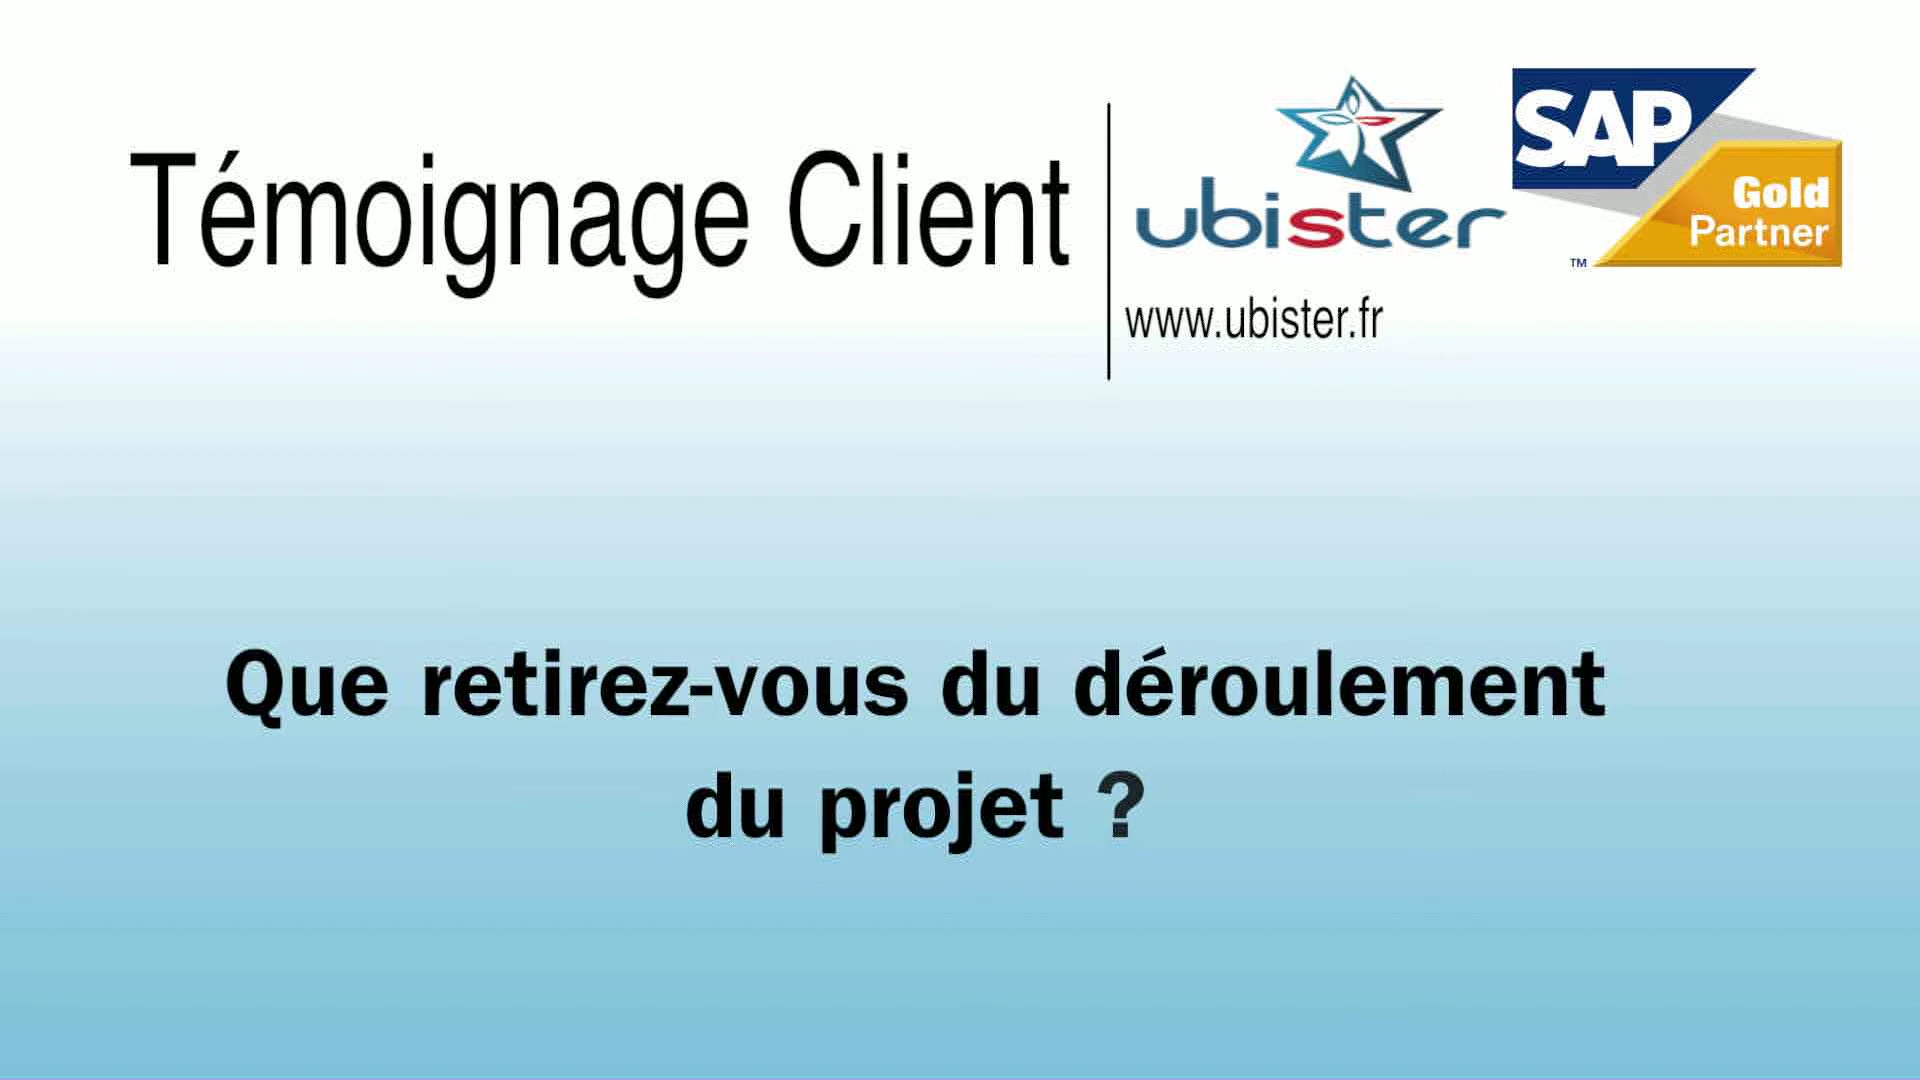 Témoignage Client
ubister
www.ubister.fr
SAP
Gold
Partner
™
Que retirez-vous du déroulement
du projet ?